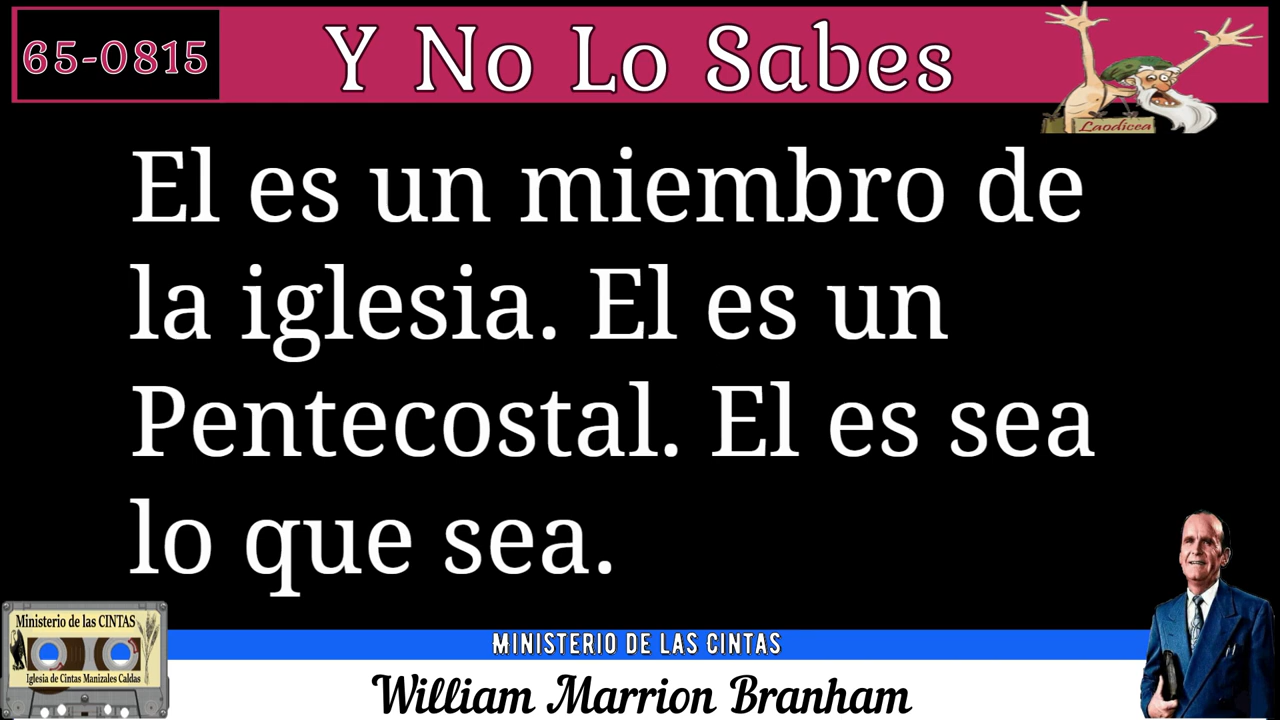 65-0815
Y No Lo Sabes
Laodicea
El es un miembro de
la iglesia. El es un
Pentecostal. El es sea
lo que sea.
Ministerio de las CINTAS
Iglesia de Cintas Manizales Caldas
MINISTERIO DE LAS CINTAS
William Marrion Branham